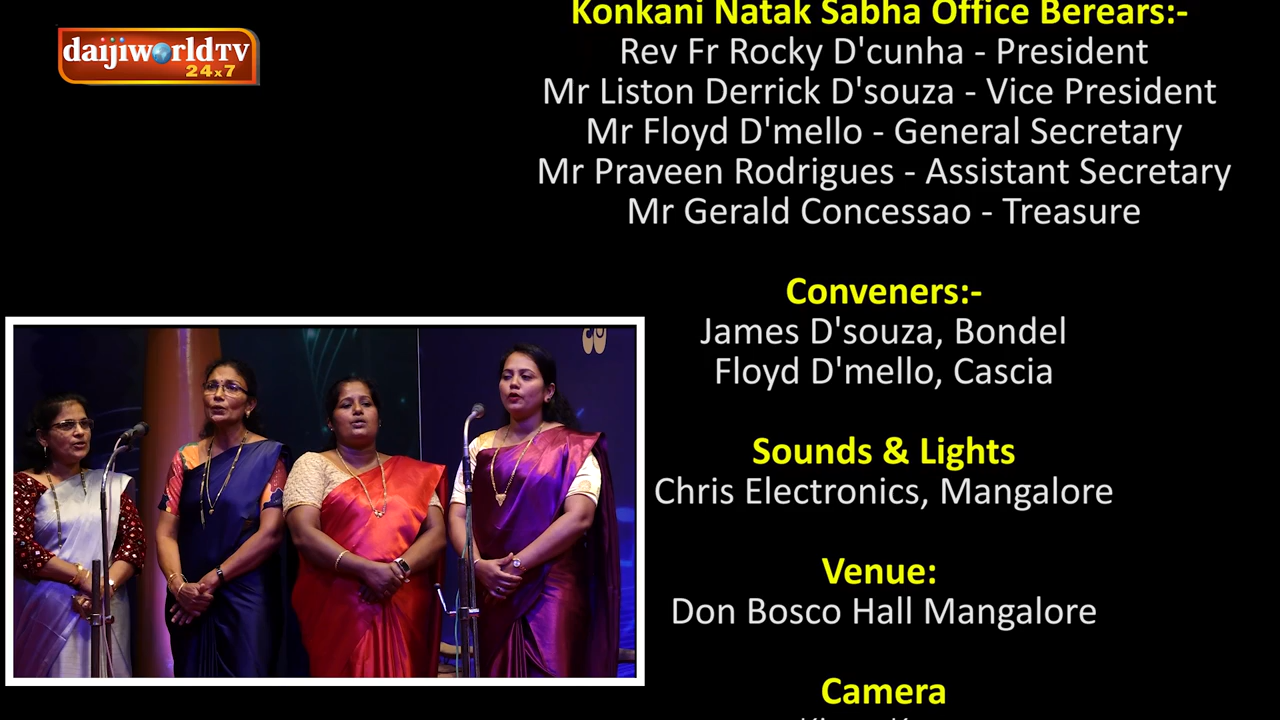 daijiworldTV
24x7
Konkani Natak Sabha Office Berears:-
Rev Fr Rocky D'cunha - President
Mr Liston Derrick D'souza - Vice President
Mr Floyd D'mello - General Secretary
Mr Praveen Rodrigues - Assistant Secretary
Mr Gerald Concessao - Treasure
Conveners:-
James D'souza, Bondel
Floyd D'mello, Cascia
Sounds & Lights
Chris Electronics, Mangalore
Venue:
Don Bosco Hall Mangalore
Camera